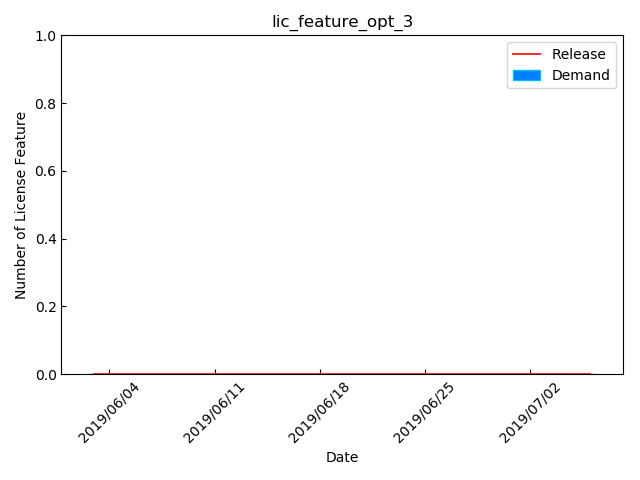 lic_feature_opt_3
1.0
0.8
0.6
0.4
0.2
0.0
Number of License Feature
Release
Demand
2019/06/04
2019/06/11
2019/06/18
2019/06/25
2019/07/02
Date